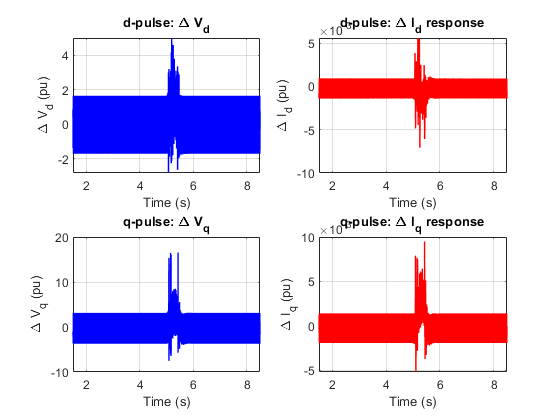 d-pulse: Δ V_d
d-pulse: Δ I_d response
Δ V_d (pu)
4
2
0
-2
2
4
6
8
Time (s)
Δ I_d (pu)
5
0
-5
-10
2
4
6
8
Time (s)
q-pulse: Δ V_q
q-pulse: Δ I_q response
Δ V_q (pu)
20
10
0
-10
2
4
6
8
Time (s)
Δ I_q (pu)
10
5
0
-5
2
4
6
8
Time (s)